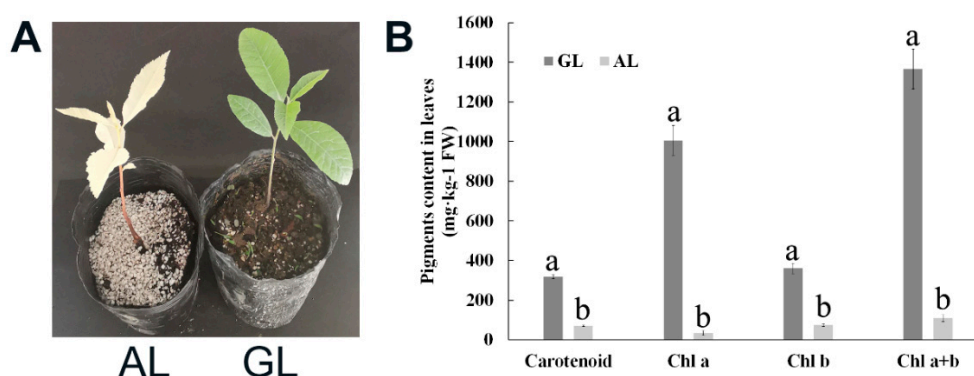 A
AL GL
B
Pigments content in leaves
(mg·kg-1 FW)
1600
1400
1200
1000
800
600
400
200
0
GL AL
a b
a b
a b
a b
Carotenoid Chl a Chl b Chl a+b